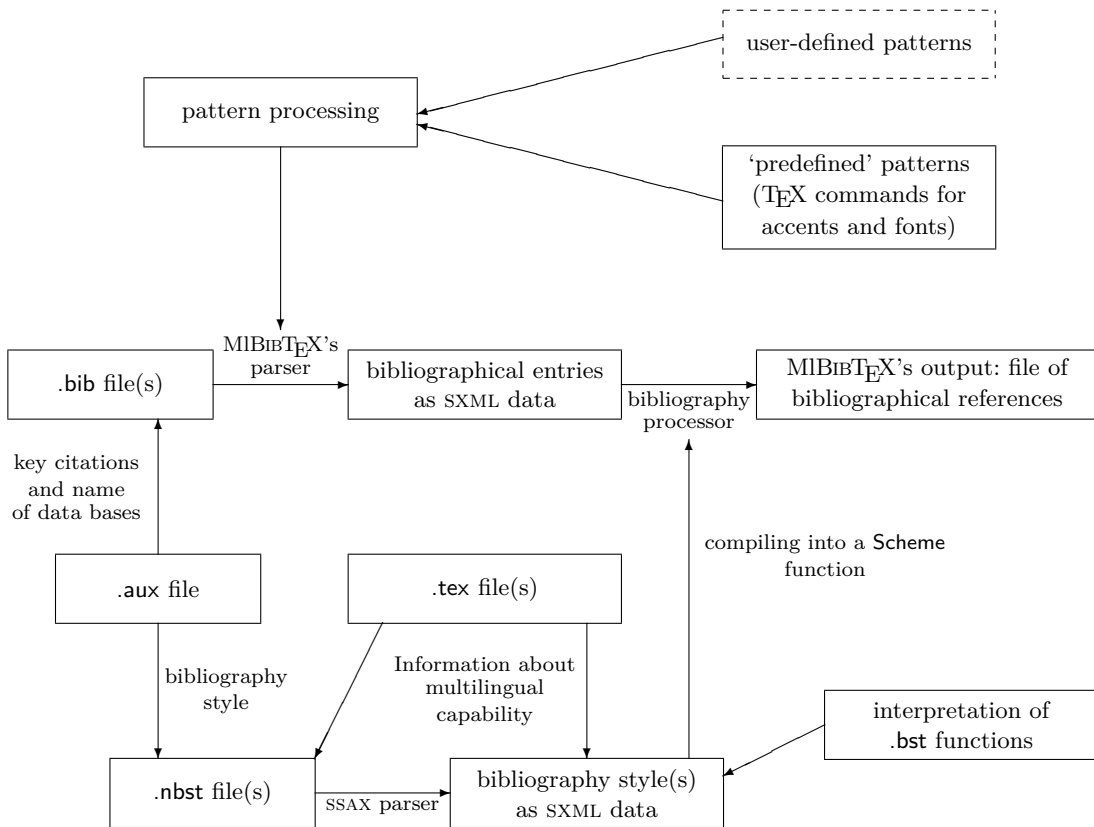 user-defined patterns
pattern processing
‘predefined’ patterns
(TEX commands for
accents and fonts)
MlBIBTEX’s
parser
.bib file(s)
bibliographical entries
as SXML data
bibliography
processor
MlBIBTEX’s output: file of
bibliographical references
key citations
and name
of data bases
compiling into a Scheme
function
.aux file
.tex file(s)
bibliography
style
Information about
multilingual
capability
interpretation of
.bst functions
.nbst file(s)
SSAX parser
bibliography style(s)
as SXML data